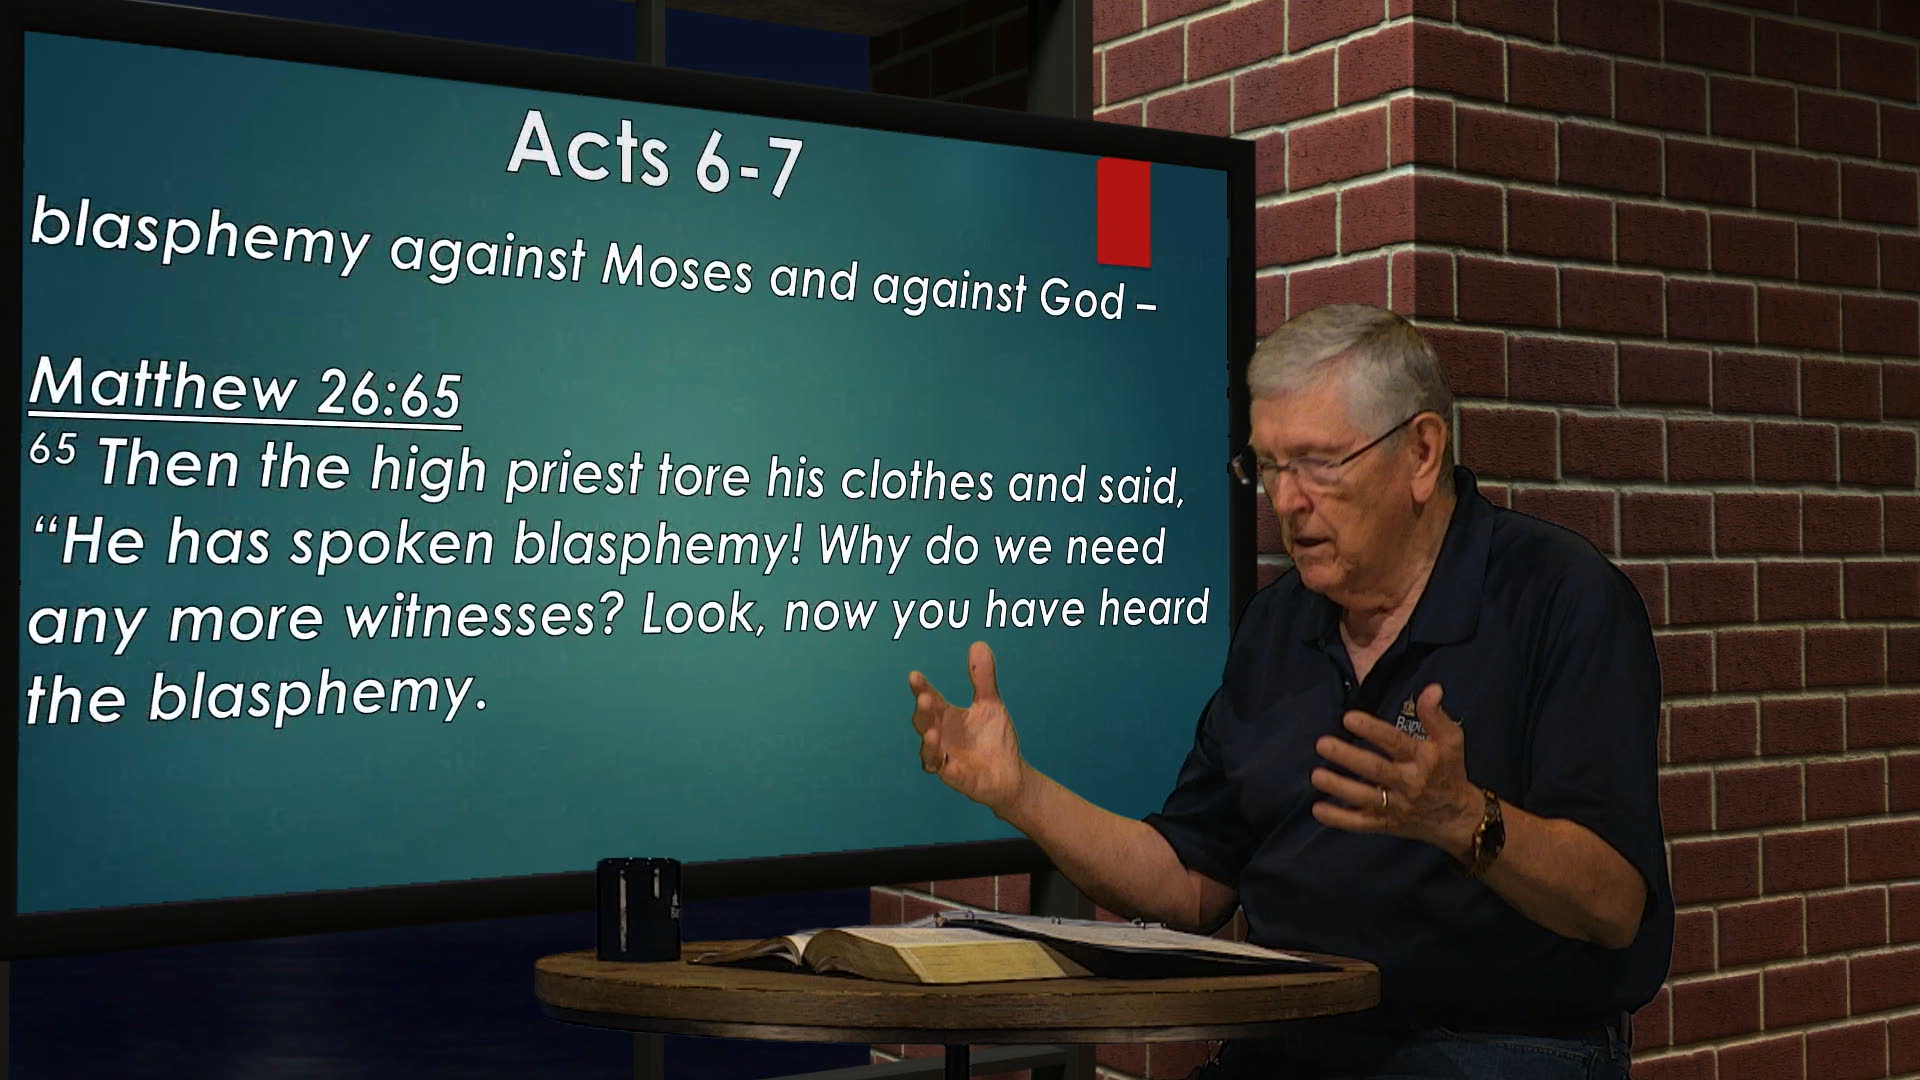 Acts 6-7
blasphemy against Moses and against God –
Matthew 26:65
65 Then the high priest tore his clothes and said,
“He has spoken blasphemy! Why do we need
any more witnesses? Look, now you have heard
the blasphemy.